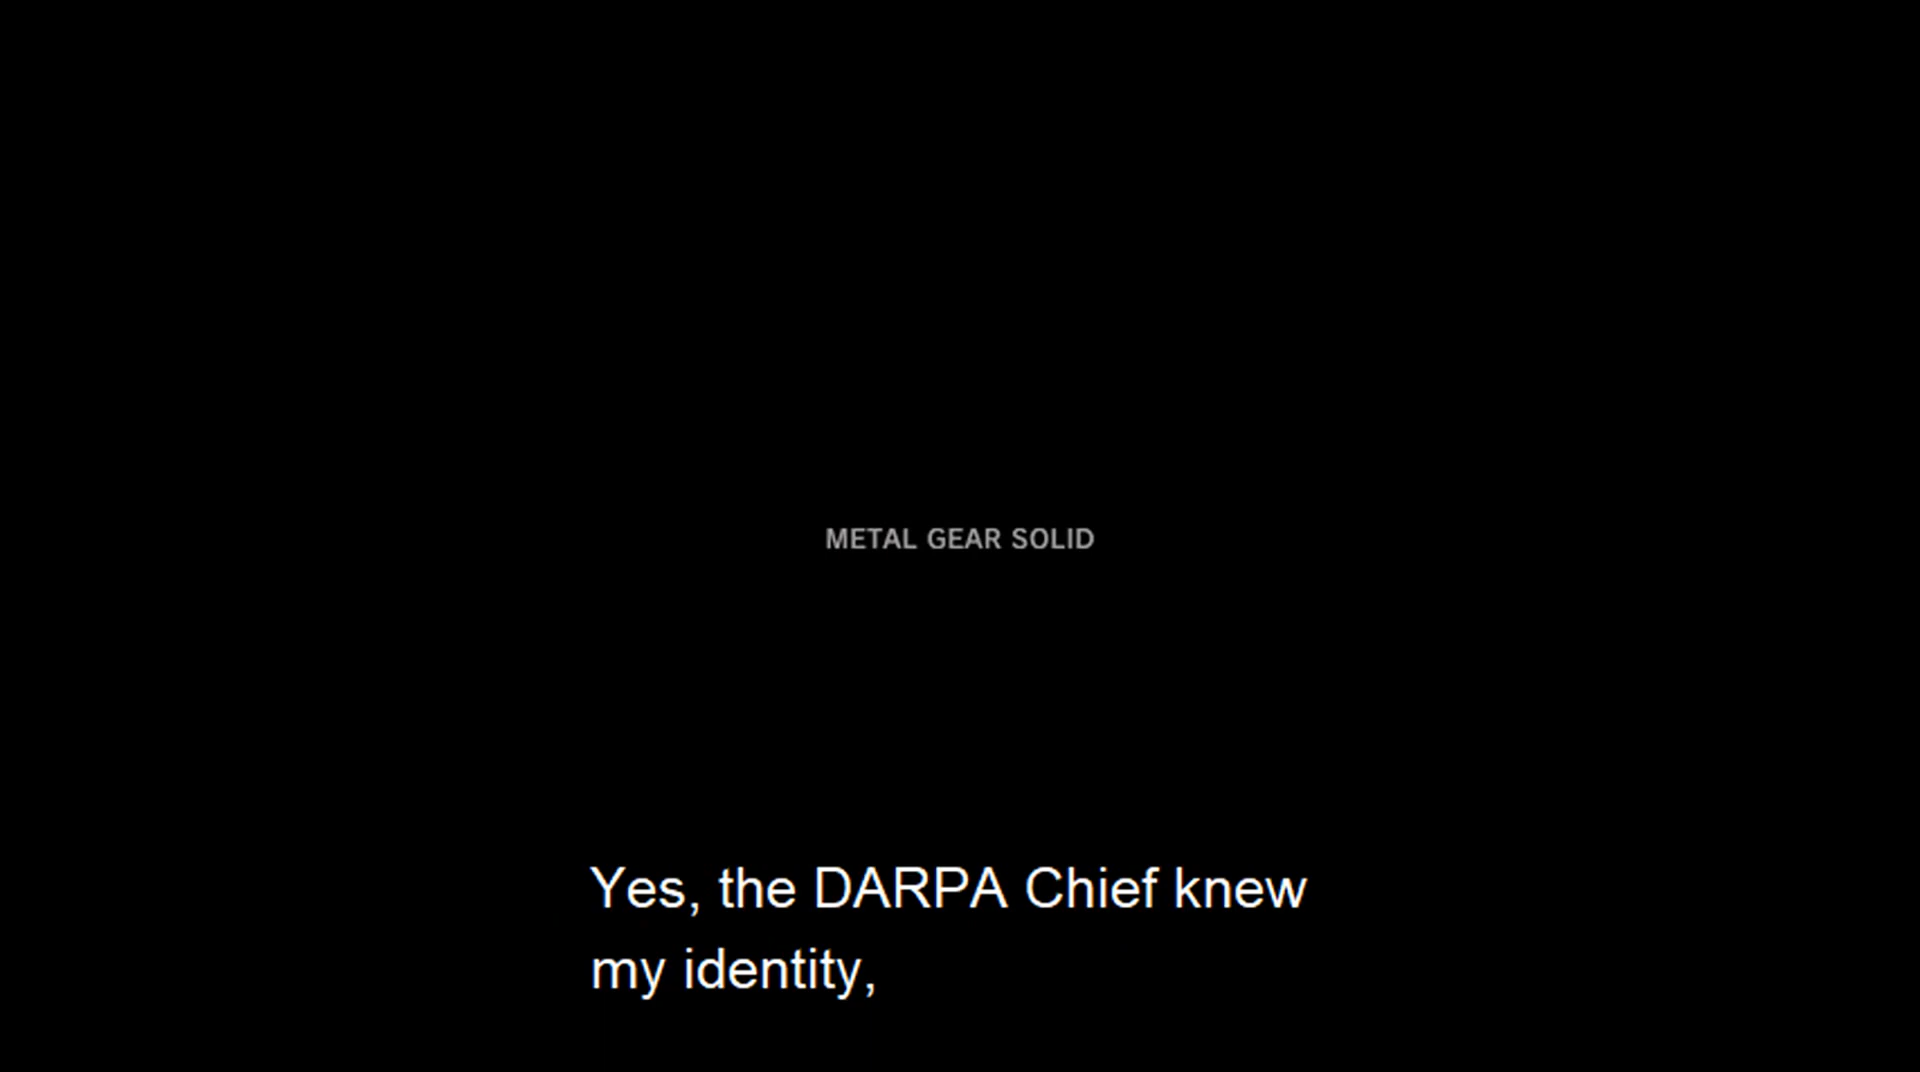 METAL GEAR SOLID
Yes, the DARPA Chief knew
my identity,